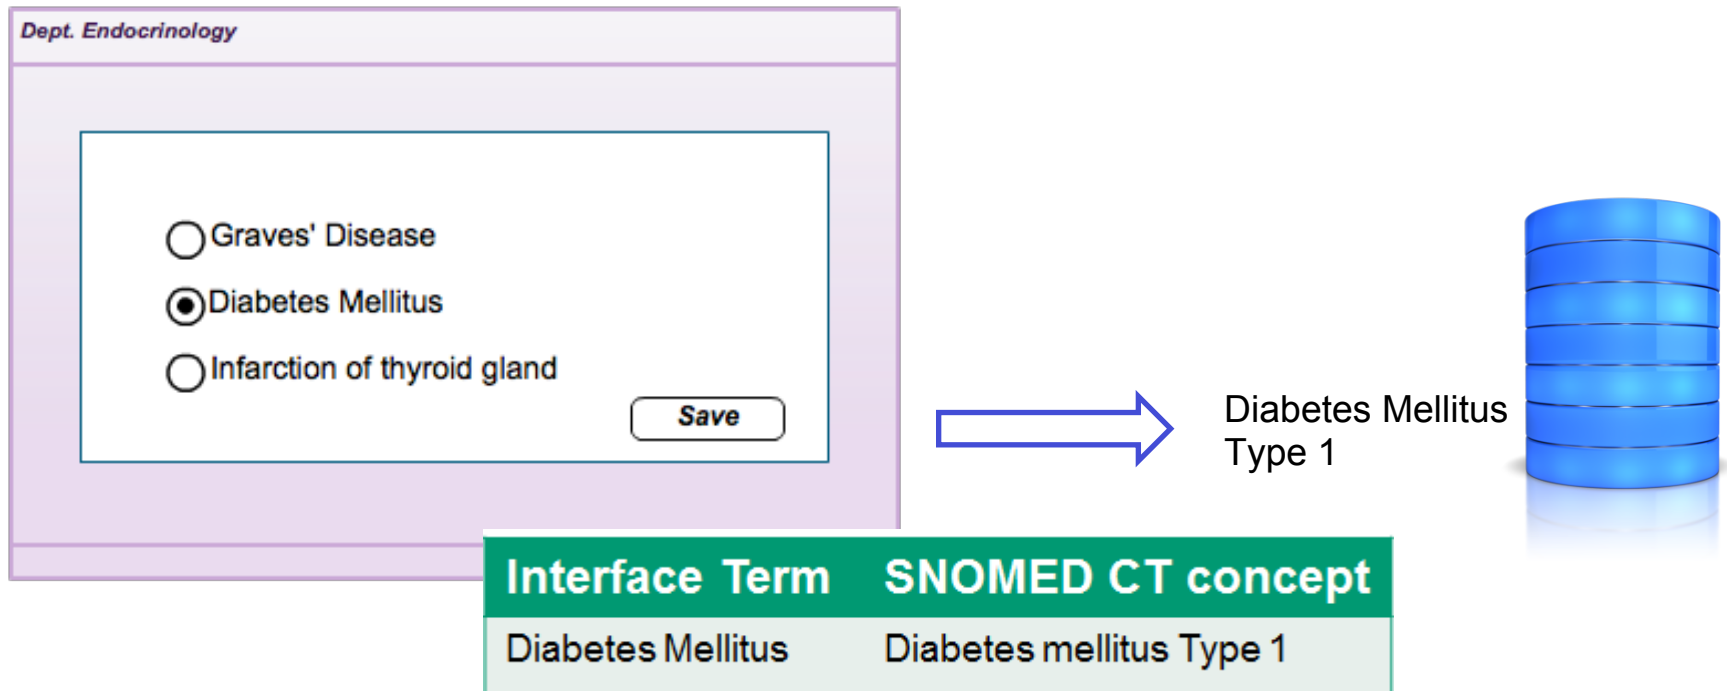 Dept. Endocrinology
Graves' Disease
Diabetes Mellitus
Infarction of thyroid gland
Save
Diabetes Mellitus
Type 1
Interface Term SNOMED CT concept
Diabetes Mellitus Diabetes mellitus Type 1